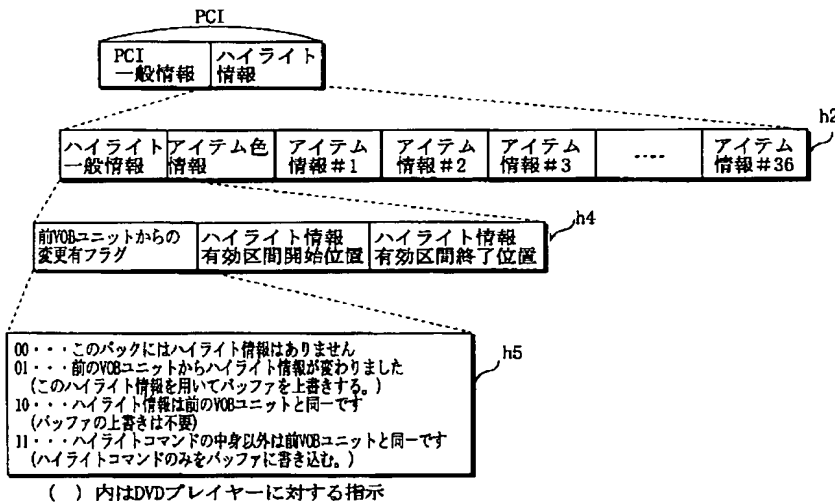 PCI
PCI
一般情報
ハイライト
情報
h2
ハイライト
一般情報
アイテム色
情報
アイテム
情報#1
アイテム
情報#2
アイテム
情報#3
----
アイテム
情報#36
h4
前VOBユニットからの
変更有フラグ
ハイライト情報
有効区間開始位置
ハイライト情報
有効区間終了位置
h5
00・・・このパックにはハイライト情報はありません
01・・・前のVOBユニットからハイライト情報が変わりました
(このハイライト情報を用いてバッファを上書きする。)
10・・・ハイライト情報は前のVOBユニットと同一です
(バッファの上書きは不要)
11・・・ハイライトコマンドの中身以外は前VOBユニットと同一です
(ハイライトコマンドのみをバッファに書き込む。)
( ) 内はDVDプレイヤーに対する指示